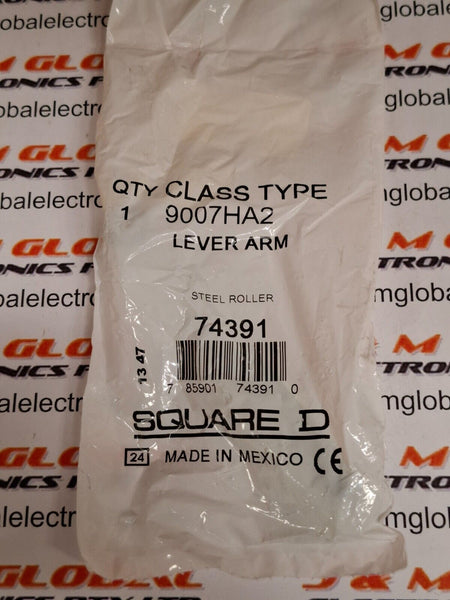 QTY CLASS TYPE
1 9007HA2
LEVER ARM
STEEL ROLLER
74391
13 47
7 85901 74391 0
SQUARE D
24 MADE IN MEXICO CE
M GLOBAL
J & M